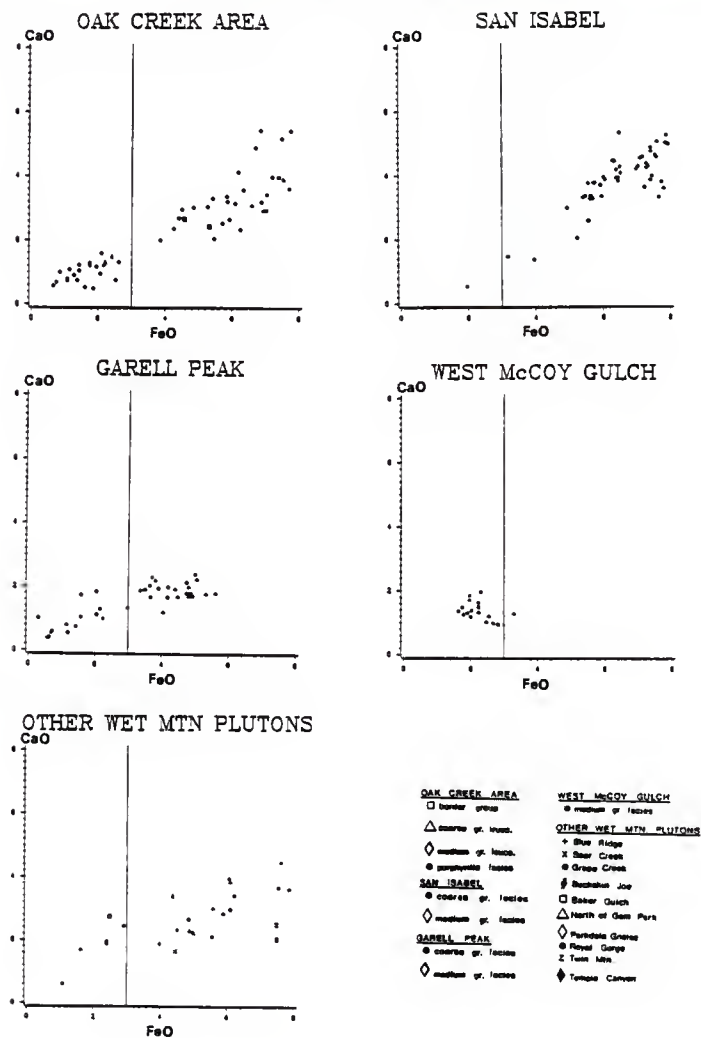 OAK CREEK AREA
CaO
FeO
SAN ISABEL
CaO
FeO
GARELL PEAK
CaO
FeO
WEST McCOY GULCH
CaO
FeO
OTHER WET MTN PLUTONS
CaO
FeO
OAK CREEK AREA
border group
coarse gr. leuco.
medium gr. leuco.
porphyritic facies
SAN ISABEL
coarse gr. facies
medium gr. facies
GARELL PEAK
coarse gr. facies
medium gr. facies
WEST McCOY GULCH
medium gr facies
OTHER WET MTN PLUTONS
Blue Ridge
Bear Creek
Grape Creek
Joe
Baker Gulch
North of Gem Park
Parkdale Gneiss
Royal Gorge
Twin Mtn.
Temple Canyon